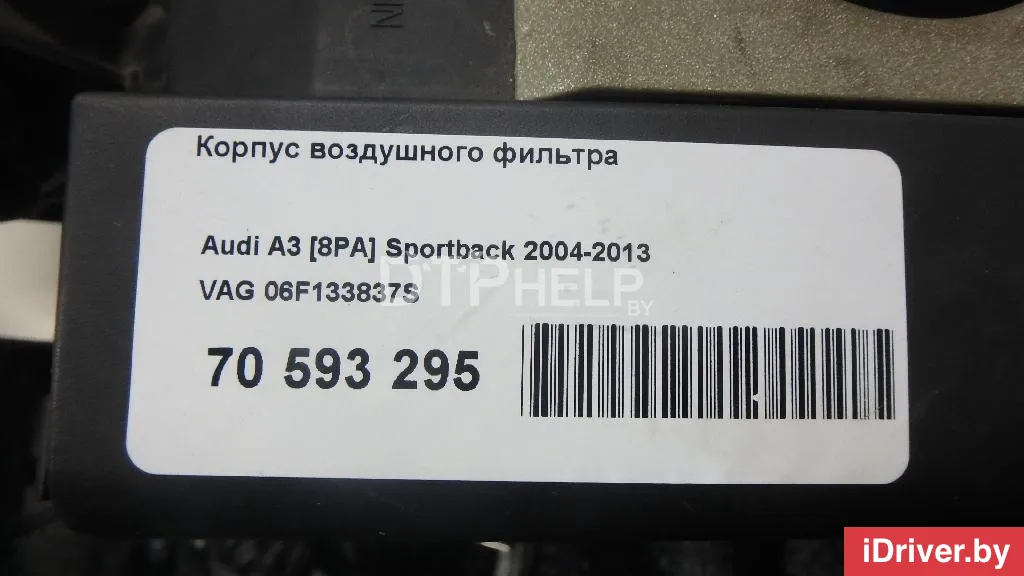 Корпус воздушного фильтра
Audi A3 [8PA] Sportback 2004-2013
VAG 06F133837S
DTPHELP
BY
70 593 295
iDriver.by